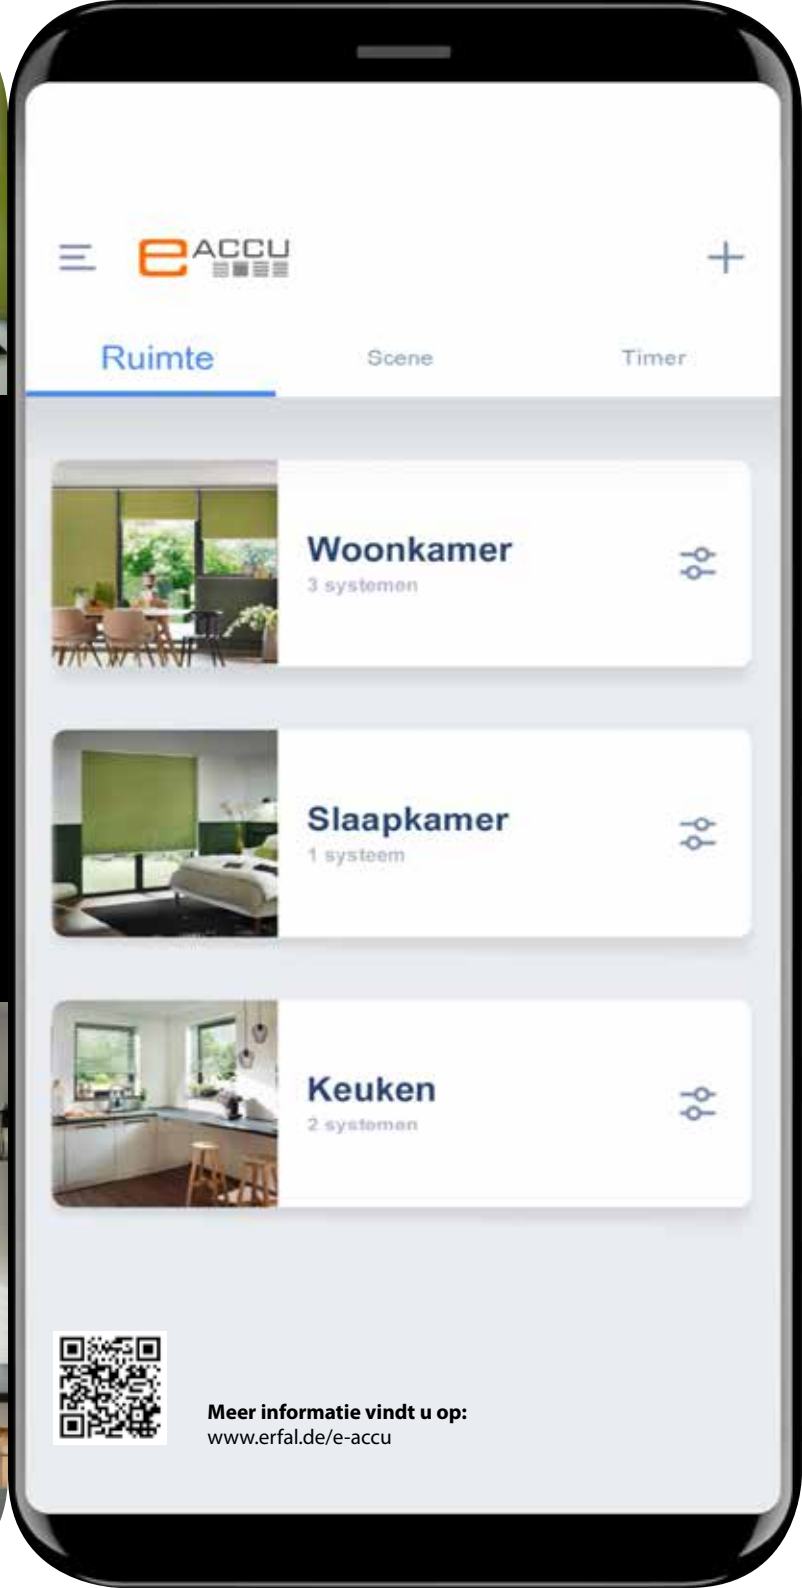 e ACCU
Ruimte Scene Timer
Woonkamer
3 systemen
Slaapkamer
1 systeem
Keuken
2 systemen
Meer informatie vindt u op:
www.erfal.de/e-accu